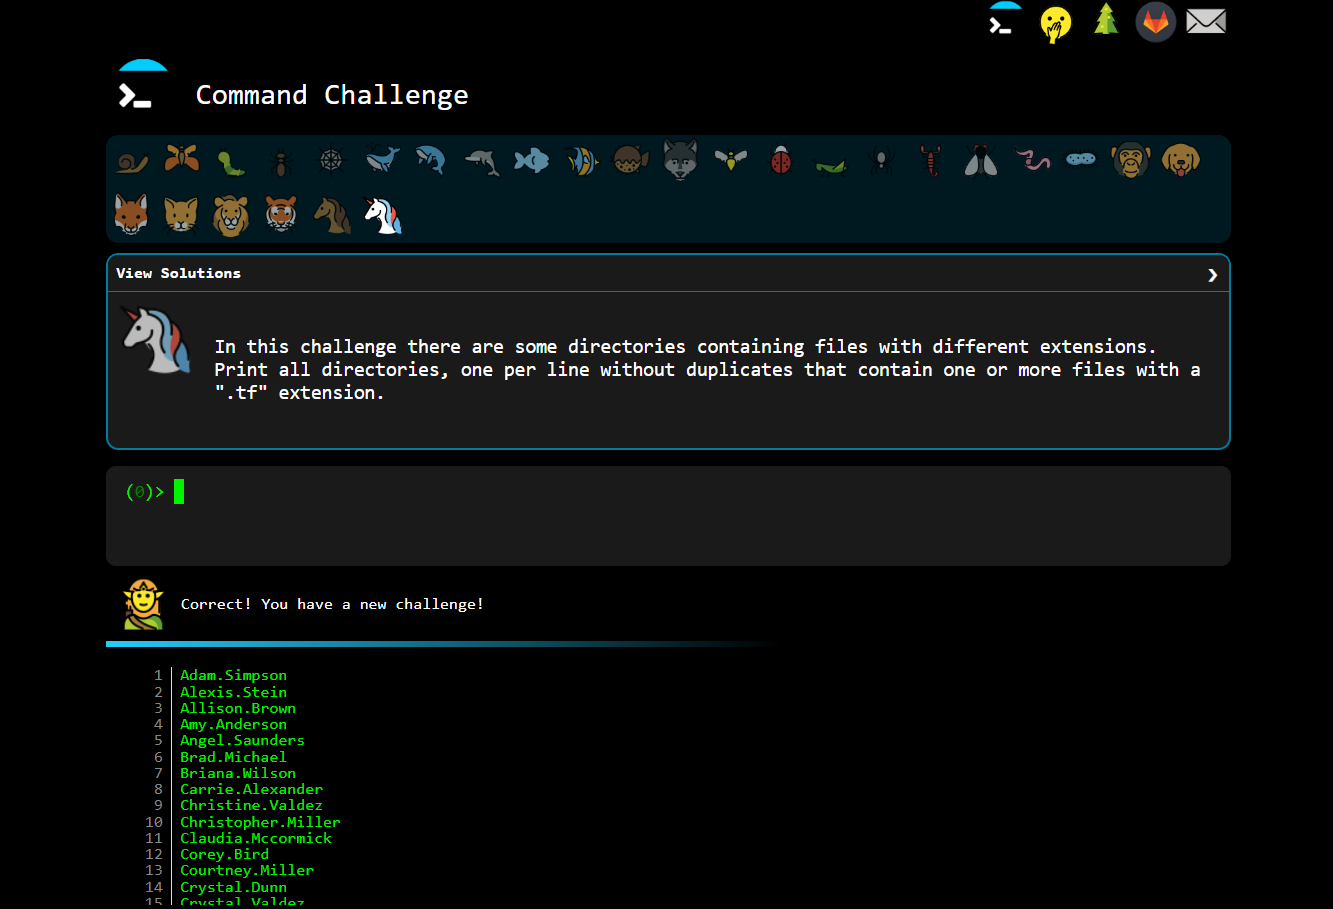 Command Challenge
View Solutions
In this challenge there are some directories containing files with different extensions.
Print all directories, one per line without duplicates that contain one or more files with a
".tf" extension.
(0)>
Correct! You have a new challenge!
1 Adam.Simpson
2 Alexis.Stein
3 Allison.Brown
4 Amy.Anderson
5 Angel.Saunders
6 Brad.Michael
7 Briana.Wilson
8 Carrie.Alexander
9 Christine.Valdez
10 Christopher.Miller
11 Claudia.Mccormick
12 Corey.Bird
13 Courtney.Miller
14 Crystal.Dunn
15 Crystal.Valdez